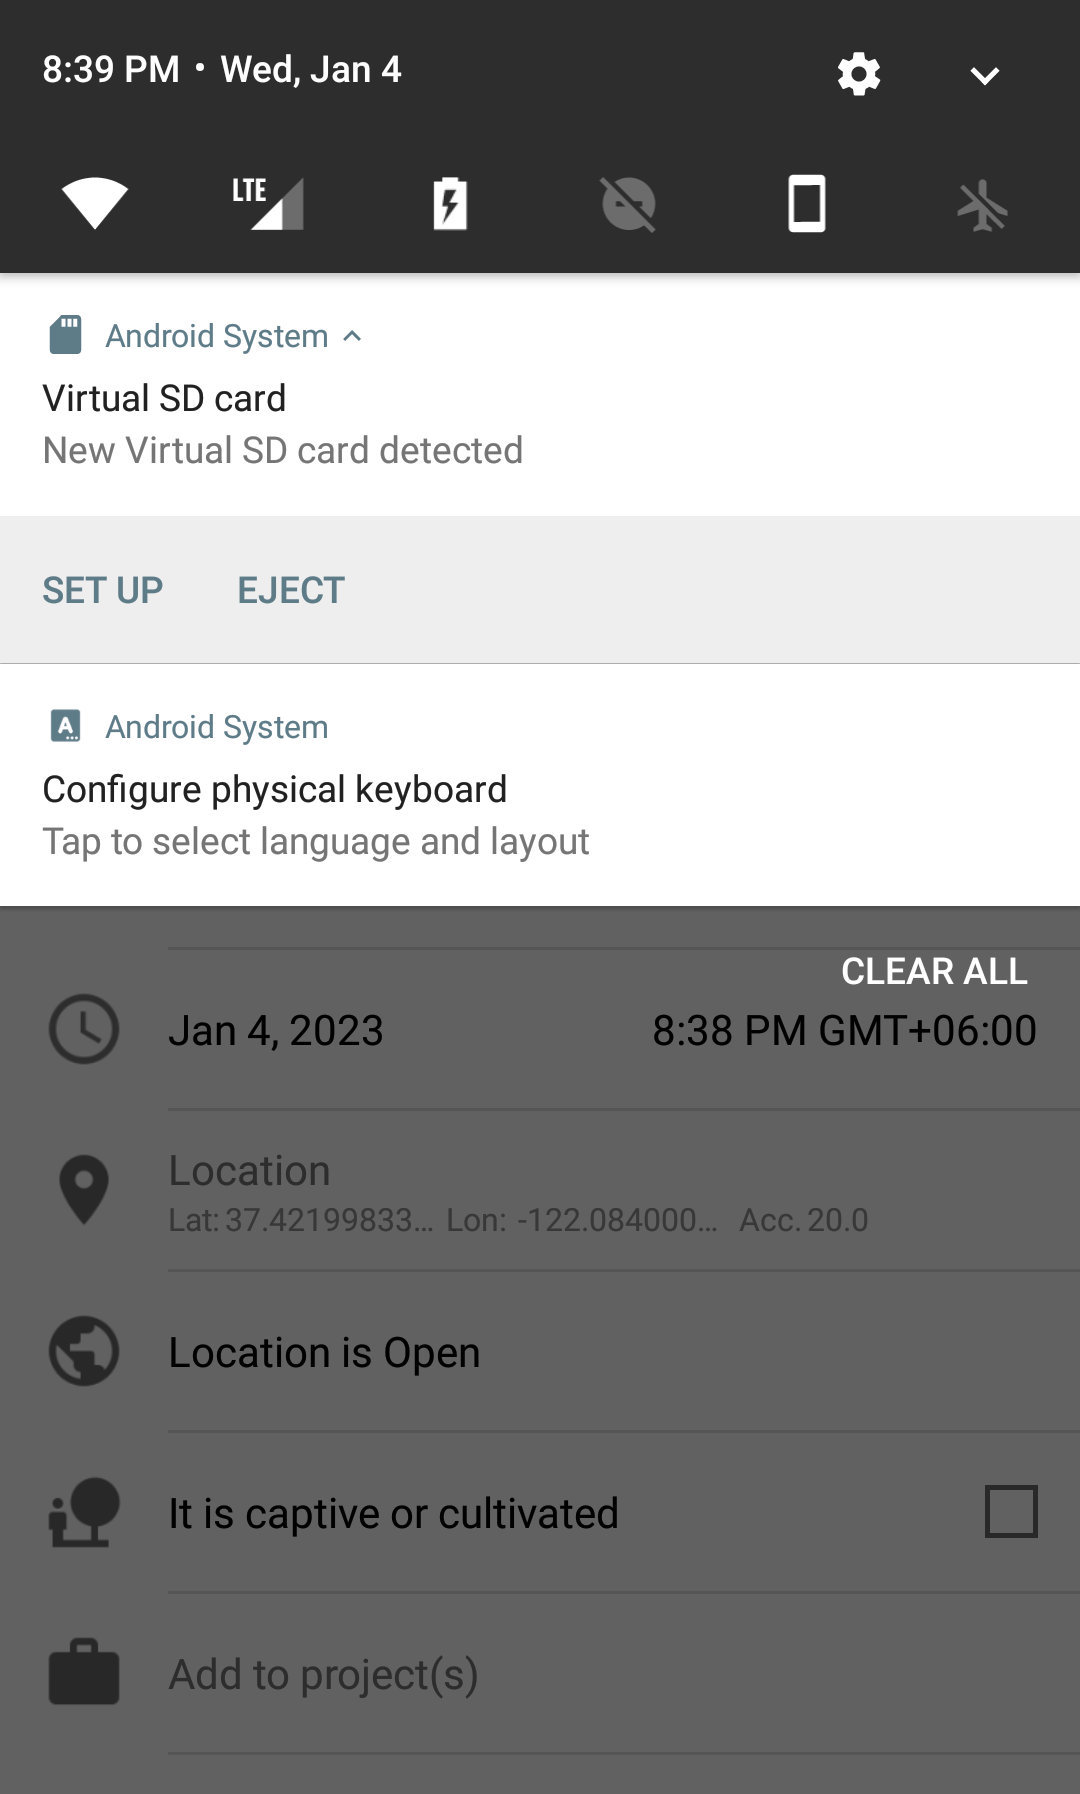 8:39 PM • Wed, Jan 4
LTE
Android System
Virtual SD card
New Virtual SD card detected
SET UP EJECT
Android System
Configure physical keyboard
Tap to select language and layout
CLEAR ALL
Jan 4, 2023 8:38 PM GMT+06:00
Location
Lat: 37.42199833... Lon: -122.084000... Acc. 20.0
Location is Open
It is captive or cultivated
Add to project(s)